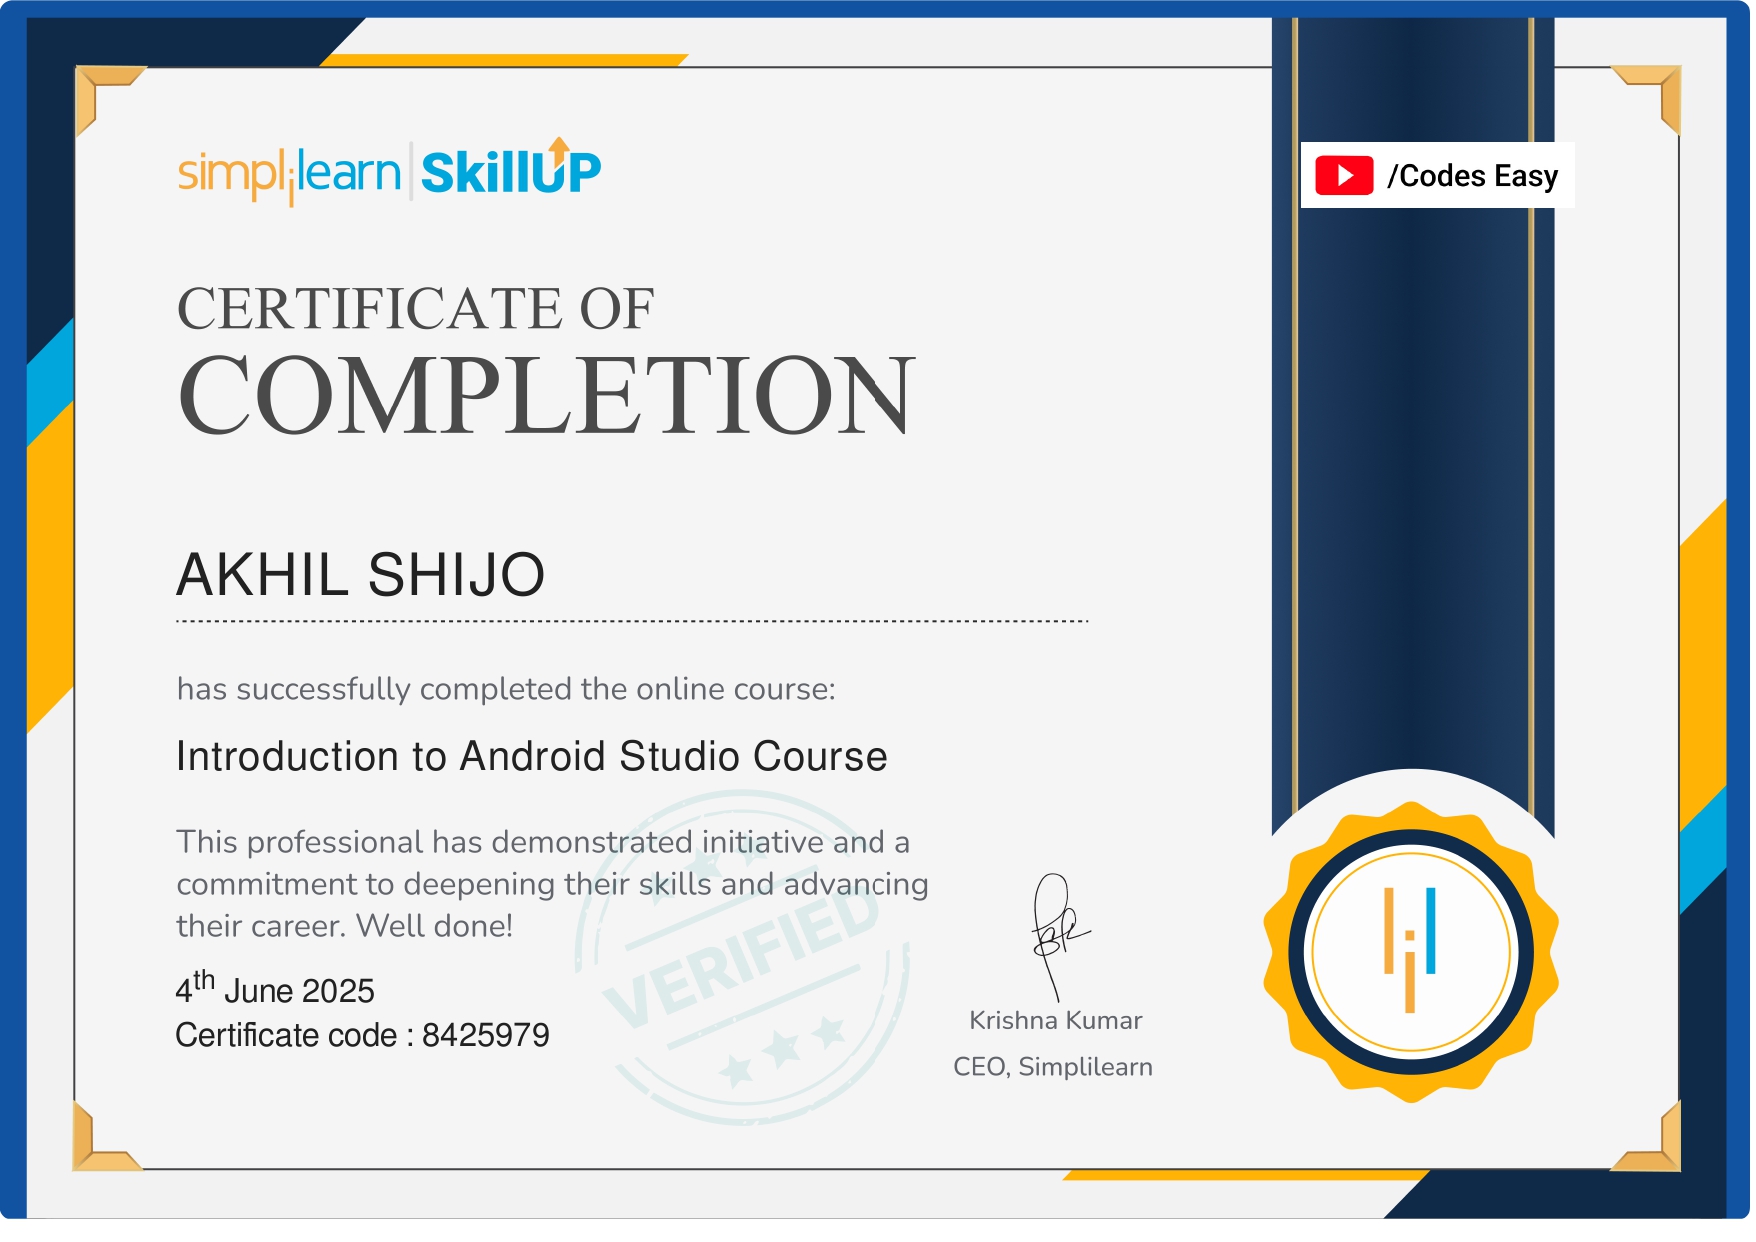 simplilearn | SkillUP
/Codes Easy
CERTIFICATE OF
COMPLETION
AKHIL SHIJO
has successfully completed the online course:
Introduction to Android Studio Course
This professional has demonstrated initiative and a
commitment to deepening their skills and advancing
their career. Well done!
VERIFIED
4th June 2025
Certificate code : 8425979
Krishna Kumar
CEO, Simplilearn